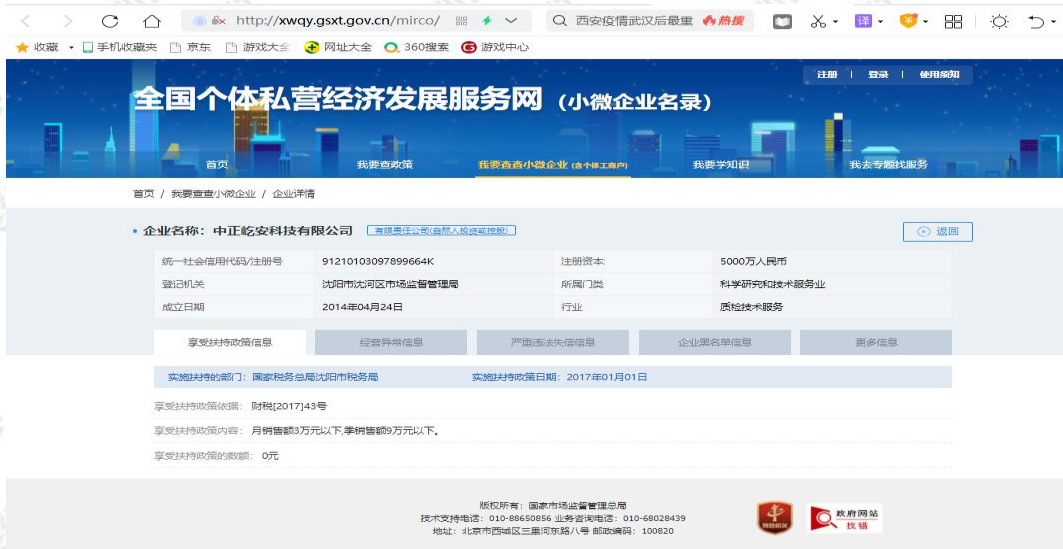 http://xwqy.gsxt.gov.cn/mirco/ 西安疫情武汉后最重 热搜 译
收藏 手机收藏夹 京东 游戏大全 网址大全 360搜索 游戏中心
注册 | 登录 | 使用须知
全国个体私营经济发展服务网 (小微企业名录)
首页 我要查政策 我要查查小微企业 (含个体工商户) 我要学知识 我去专题找服务
首页 / 我要查查小微企业 / 企业详情
企业名称: 中正屹安科技有限公司 有限责任公司(自然人投资或控股) 返回
统一社会信用代码/注册号 91210103097899664K 注册资本: 5000万人民币
登记机关 沈阳市沈河区市场监督管理局 所属门类 科学研究和技术服务业
成立日期 2014年04月24日 行业 质检技术服务
享受扶持政策信息 经营异常信息 严重违法失信信息 企业黑名单信息 更多信息
实施扶持的部门: 国家税务总局沈阳市税务局 实施扶持政策日期: 2017年01月01日
享受扶持政策依据: 财税[2017]43号
享受扶持政策内容: 月销售额3万元以下,季销售额9万元以下。
享受扶持政策的数额: 0元
版权所有: 国家市场监督管理总局
技术支持电话: 010-88650856 业务咨询电话: 010-68028439
地址: 北京市西城区三里河东路八号 邮政编码: 100820
政府网站
找错